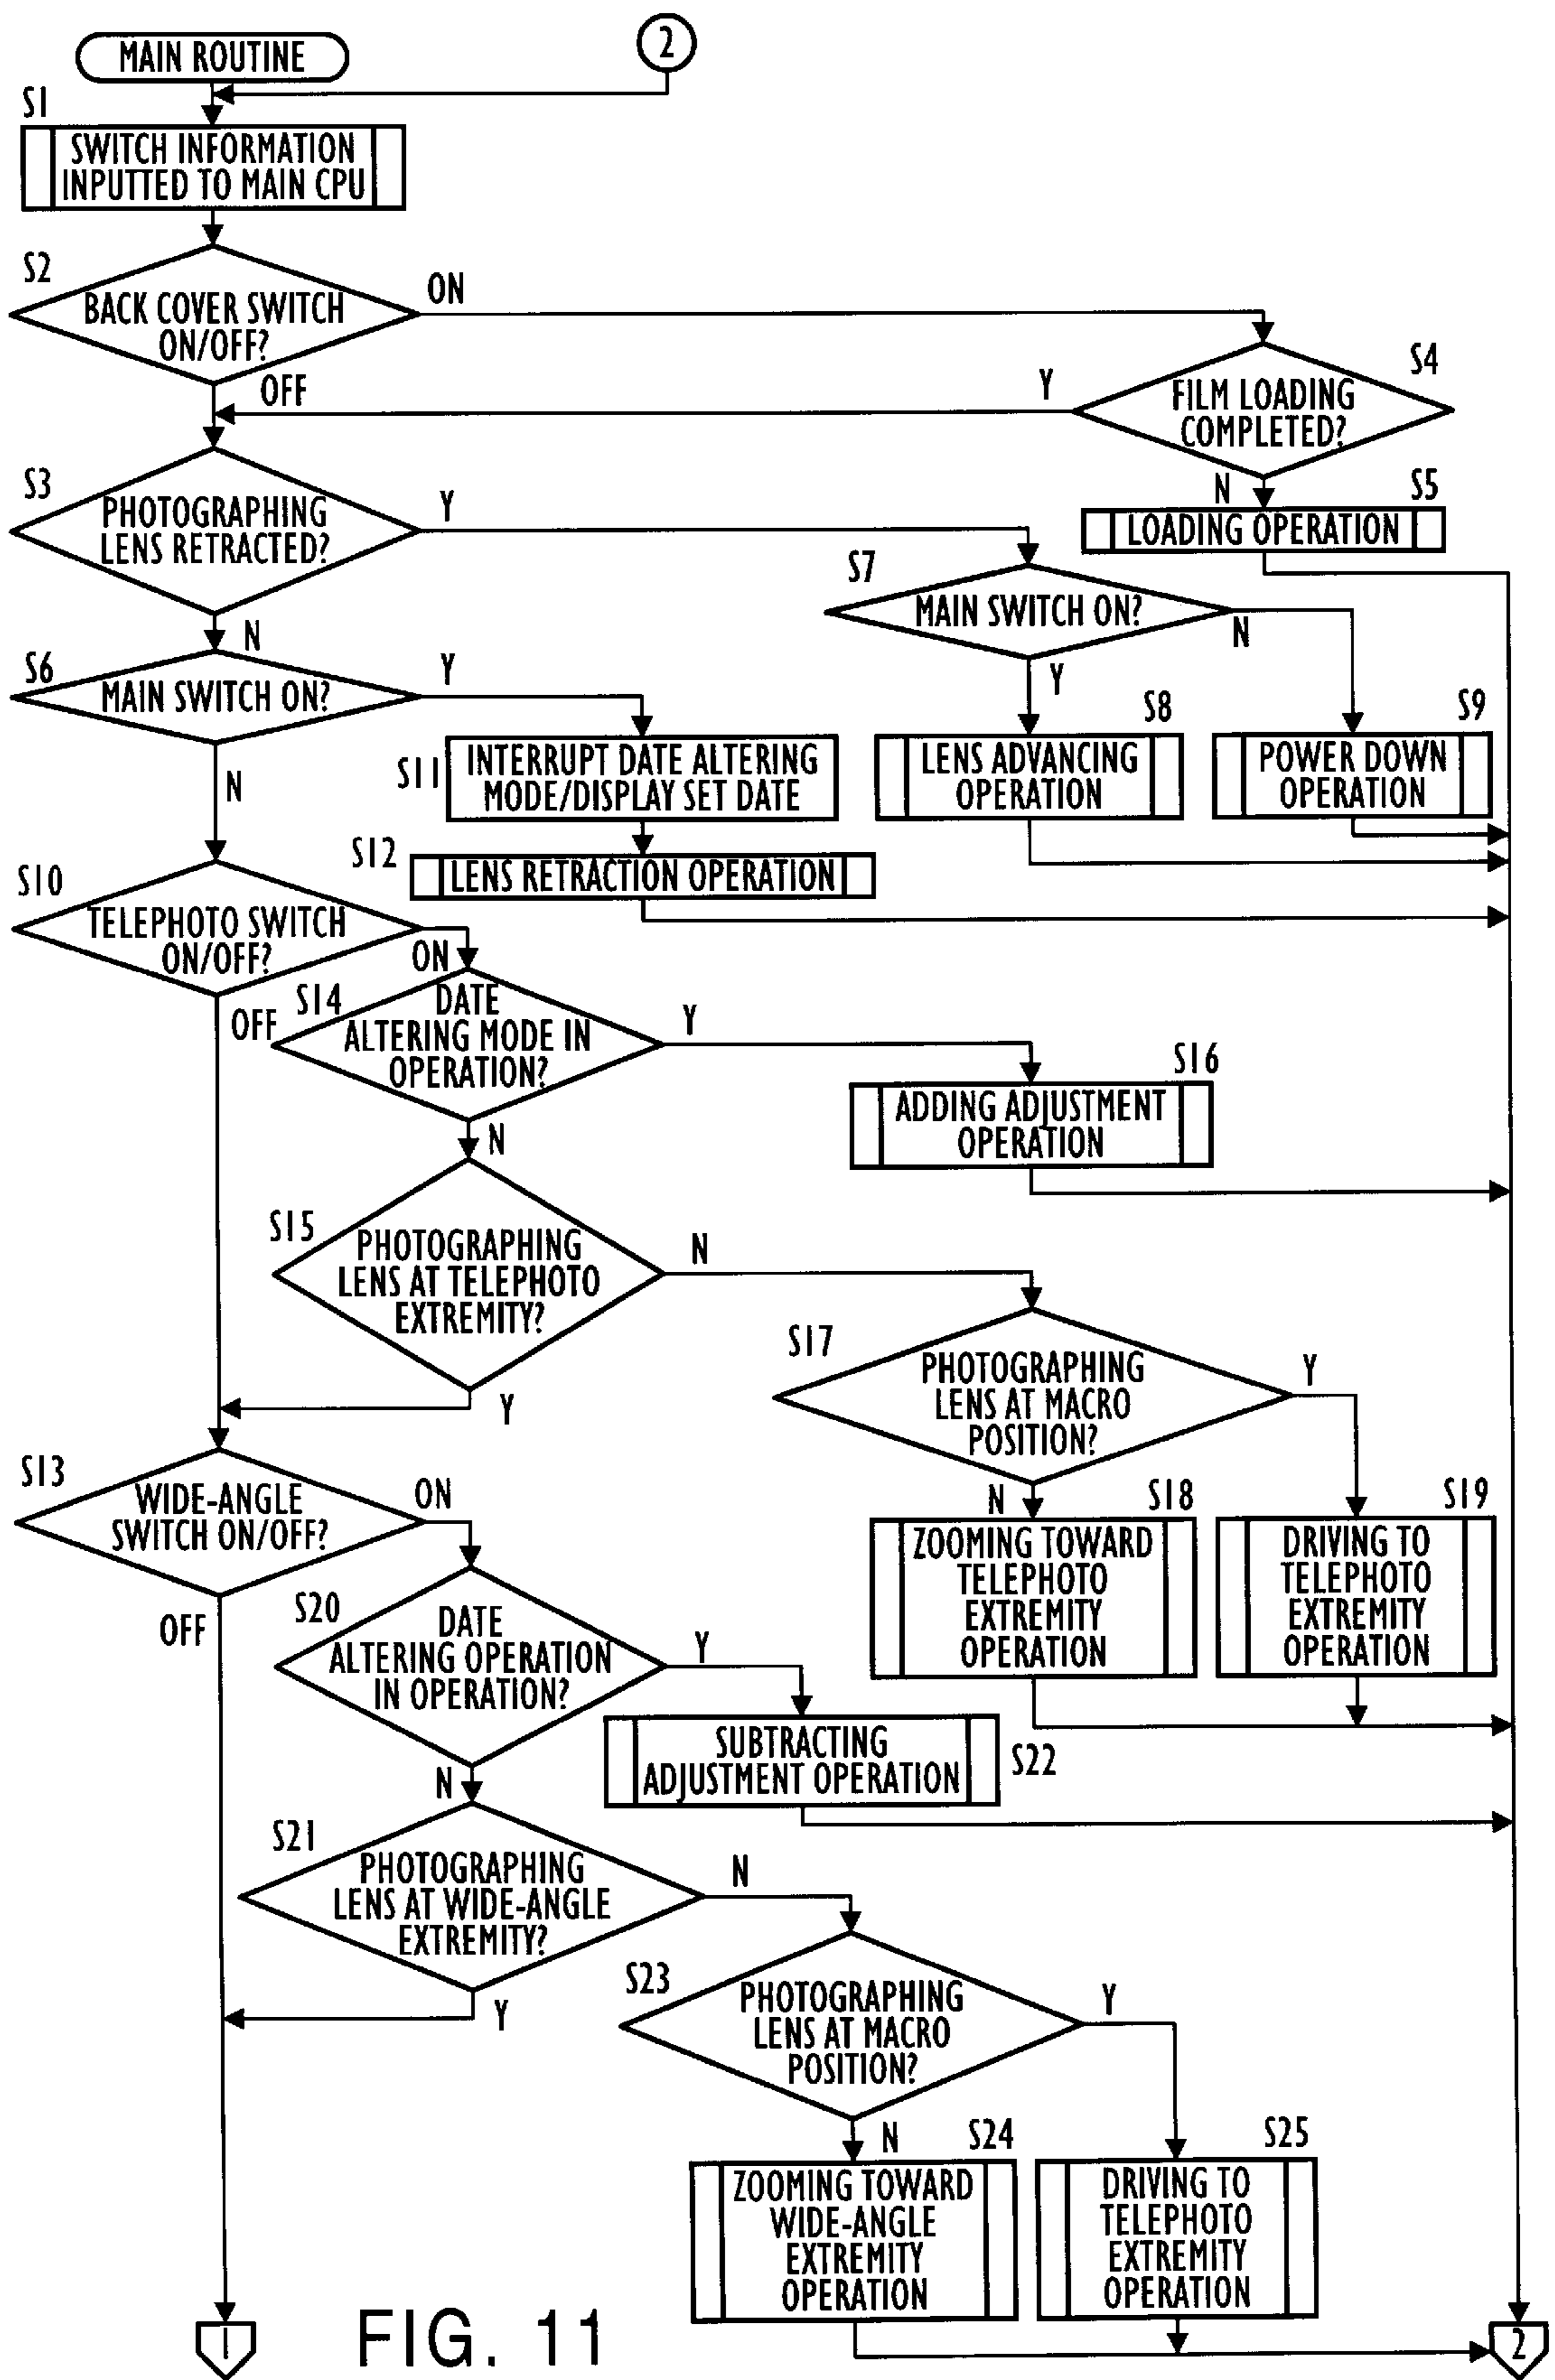 MAIN ROUTINE
2
S1
SWITCH INFORMATION
INPUTTED TO MAIN CPU
S2
BACK COVER SWITCH
ON/OFF?
ON
OFF
S4
FILM LOADING
COMPLETED?
Y
N
S5
LOADING OPERATION
S3
PHOTOGRAPHING
LENS RETRACTED?
Y
N
S7
MAIN SWITCH ON?
N
Y
S6
MAIN SWITCH ON?
Y
N
S11
INTERRUPT DATE ALTERING
MODE/DISPLAY SET DATE
S8
LENS ADVANCING
OPERATION
S9
POWER DOWN
OPERATION
S12
LENS RETRACTION OPERATION
S10
TELEPHOTO SWITCH
ON/OFF?
ON
OFF
S14
DATE
ALTERING MODE IN
OPERATION?
Y
N
S16
ADDING ADJUSTMENT
OPERATION
S15
PHOTOGRAPHING
LENS AT TELEPHOTO
EXTREMITY?
N
Y
S17
PHOTOGRAPHING
LENS AT MACRO
POSITION?
Y
N
S18
ZOOMING TOWARD
TELEPHOTO
EXTREMITY
OPERATION
S19
DRIVING TO
TELEPHOTO
EXTREMITY
OPERATION
S13
WIDE-ANGLE
SWITCH ON/OFF?
ON
OFF
S20
DATE
ALTERING OPERATION
IN OPERATION?
Y
N
SUBTRACTING
ADJUSTMENT OPERATION
S22
S21
PHOTOGRAPHING
LENS AT WIDE-ANGLE
EXTREMITY?
N
Y
S23
PHOTOGRAPHING
LENS AT MACRO
POSITION?
Y
N
S24
ZOOMING TOWARD
WIDE-ANGLE
EXTREMITY
OPERATION
S25
DRIVING TO
TELEPHOTO
EXTREMITY
OPERATION
1
FIG. 11
2